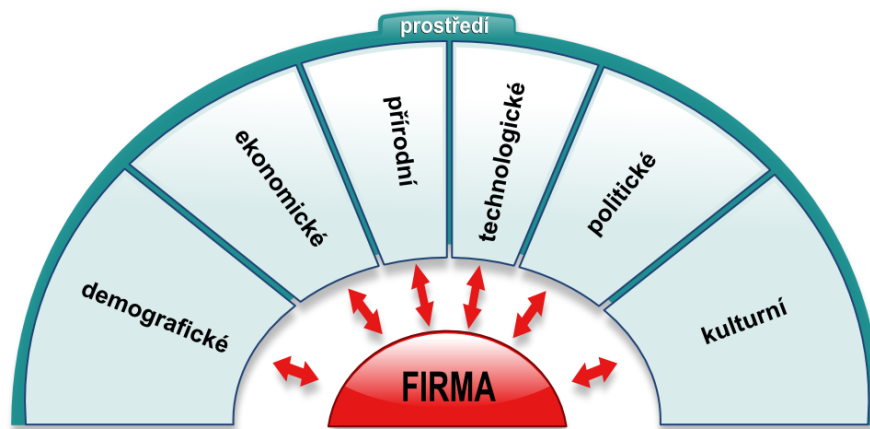 prostředí
demografické
ekonomické
přírodní
technologické
politické
kulturní
FIRMA